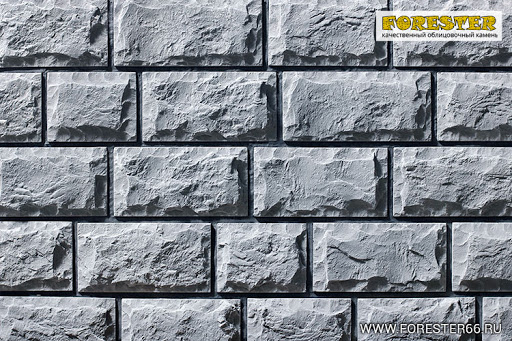 FORESTER
качественный облицовочный камень
WWW.FORESTER66.RU